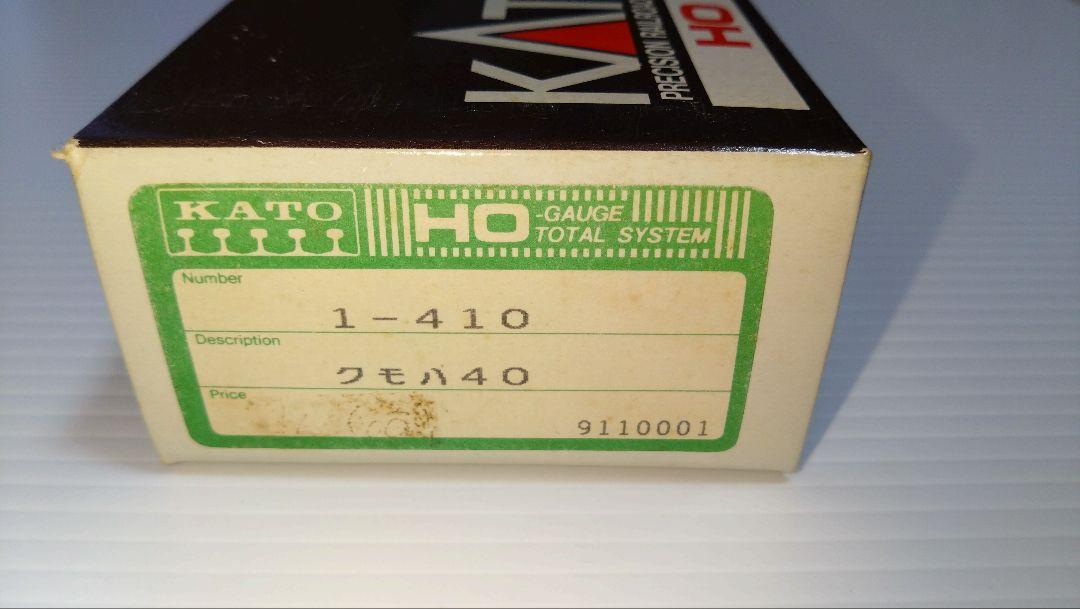 KAT
PRECISION RAILROAD
HO
KATO
HO -GAUGE
TOTAL SYSTEM
Number
1-410
Description
クモハ40
Price
9110001